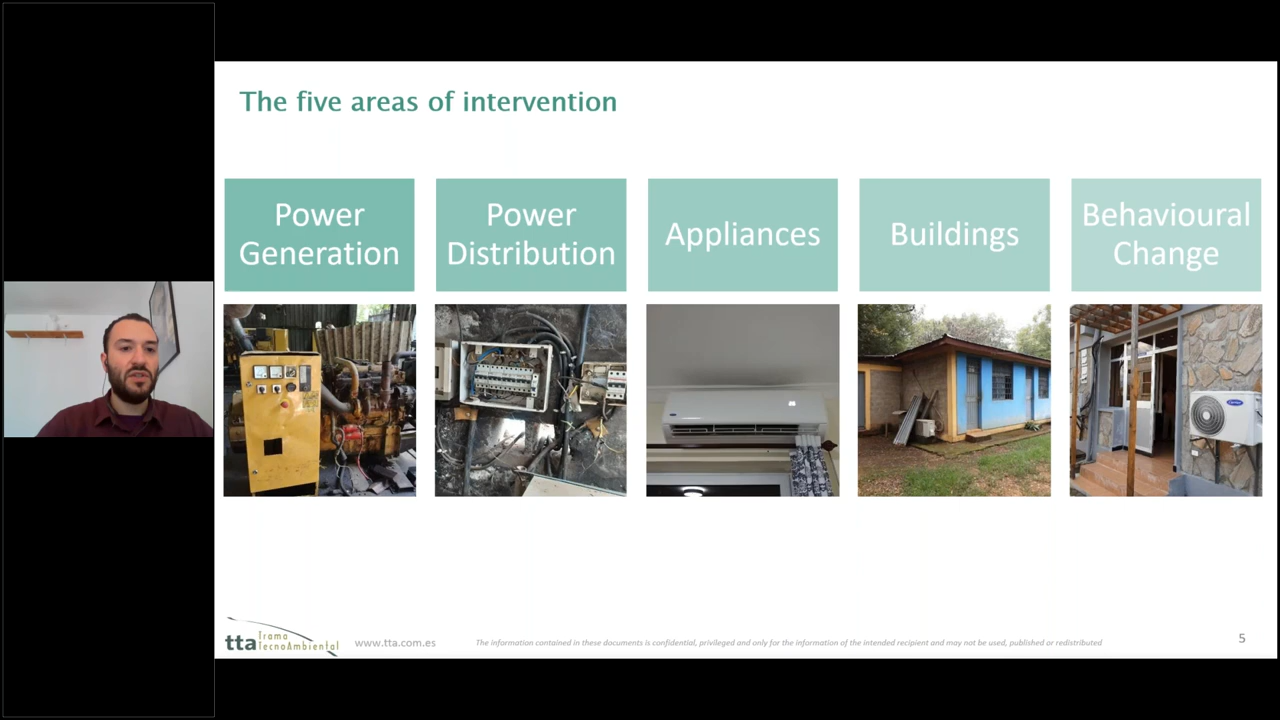 The five areas of intervention
Power
Generation
Power
Distribution
Appliances
Buildings
Behavioural
Change
tta Trama
TecnoAmbiental
www.tta.com.es
The information contained in these documents is confidential, privileged and only for the information of the intended recipient and may not be used, published or redistributed
5